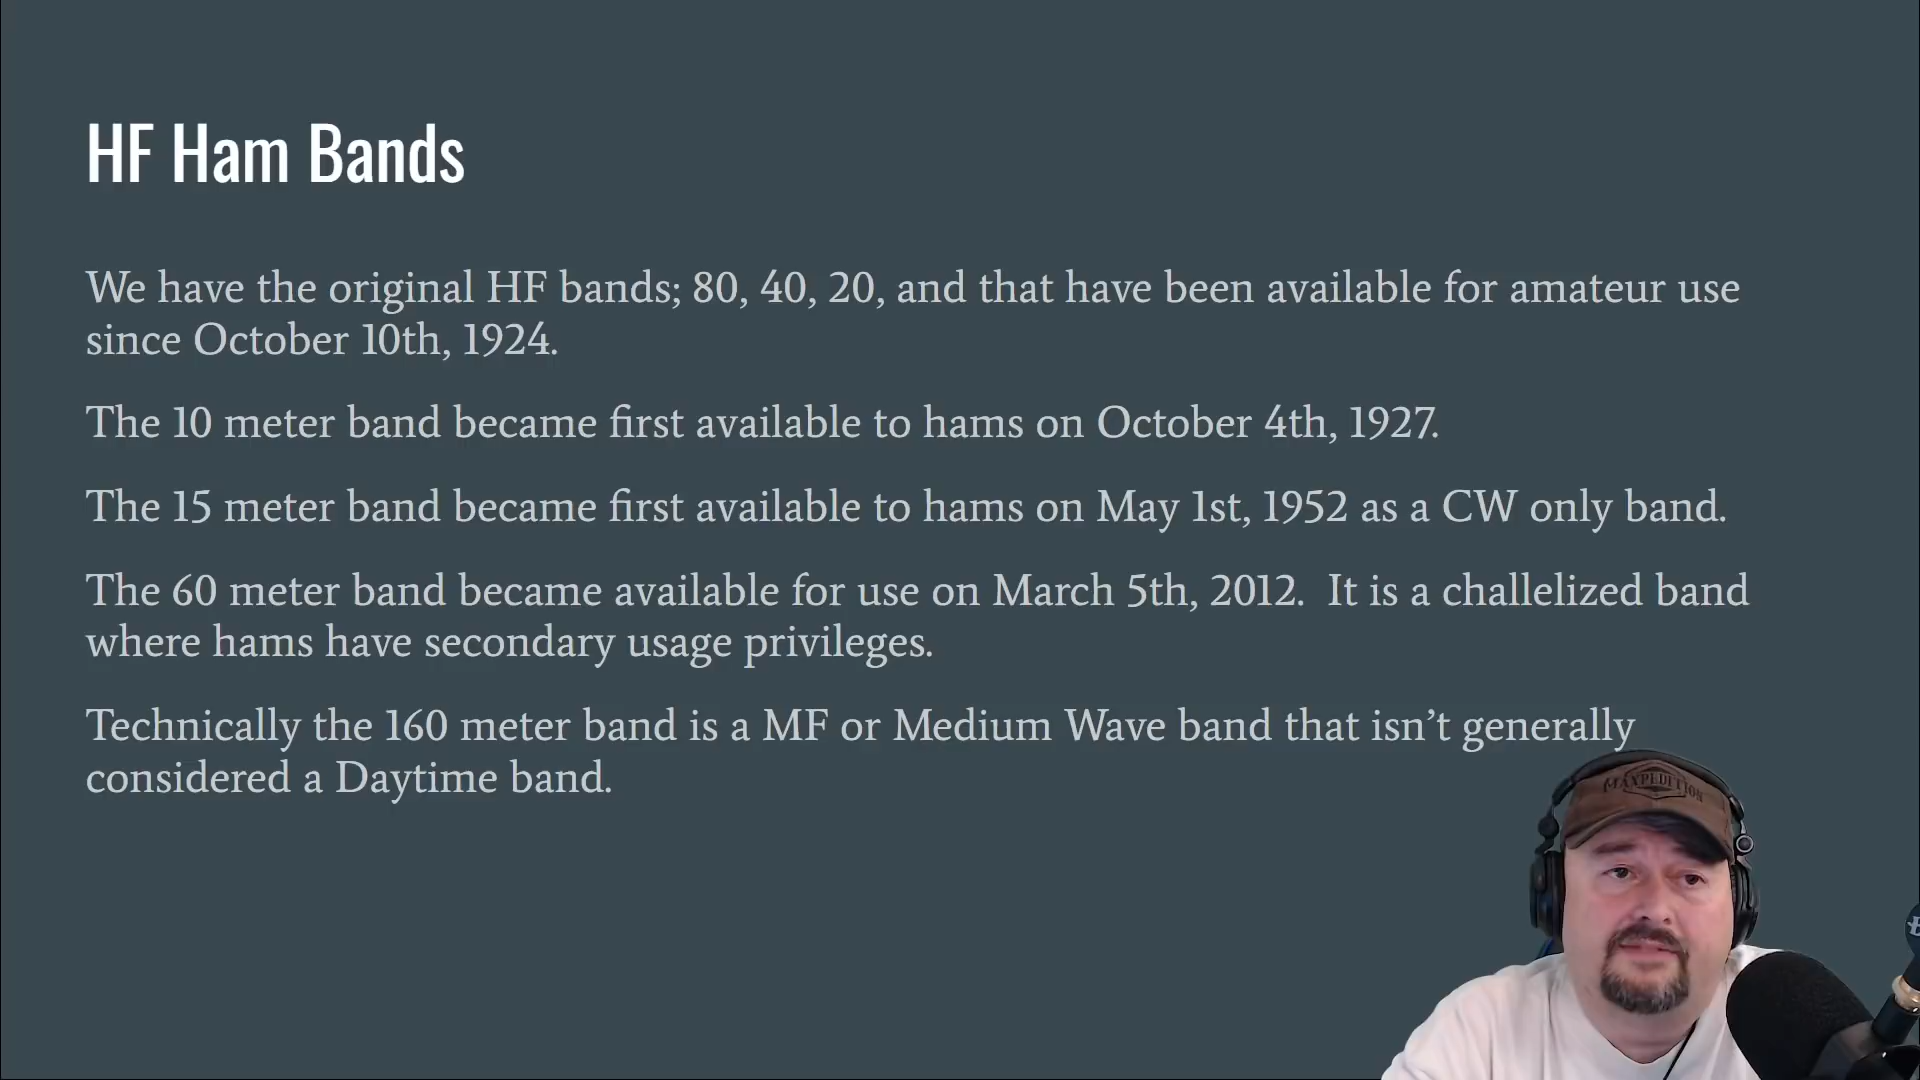 HF Ham Bands
We have the original HF bands; 80, 40, 20, and that have been available for amateur use
since October 10th, 1924.
The 10 meter band became first available to hams on October 4th, 1927.
The 15 meter band became first available to hams on May 1st, 1952 as a CW only band.
The 60 meter band became available for use on March 5th, 2012.  It is a challelized band
where hams have secondary usage privileges.
Technically the 160 meter band is a MF or Medium Wave band that isn’t generally
considered a Daytime band.
MAXPEDITION